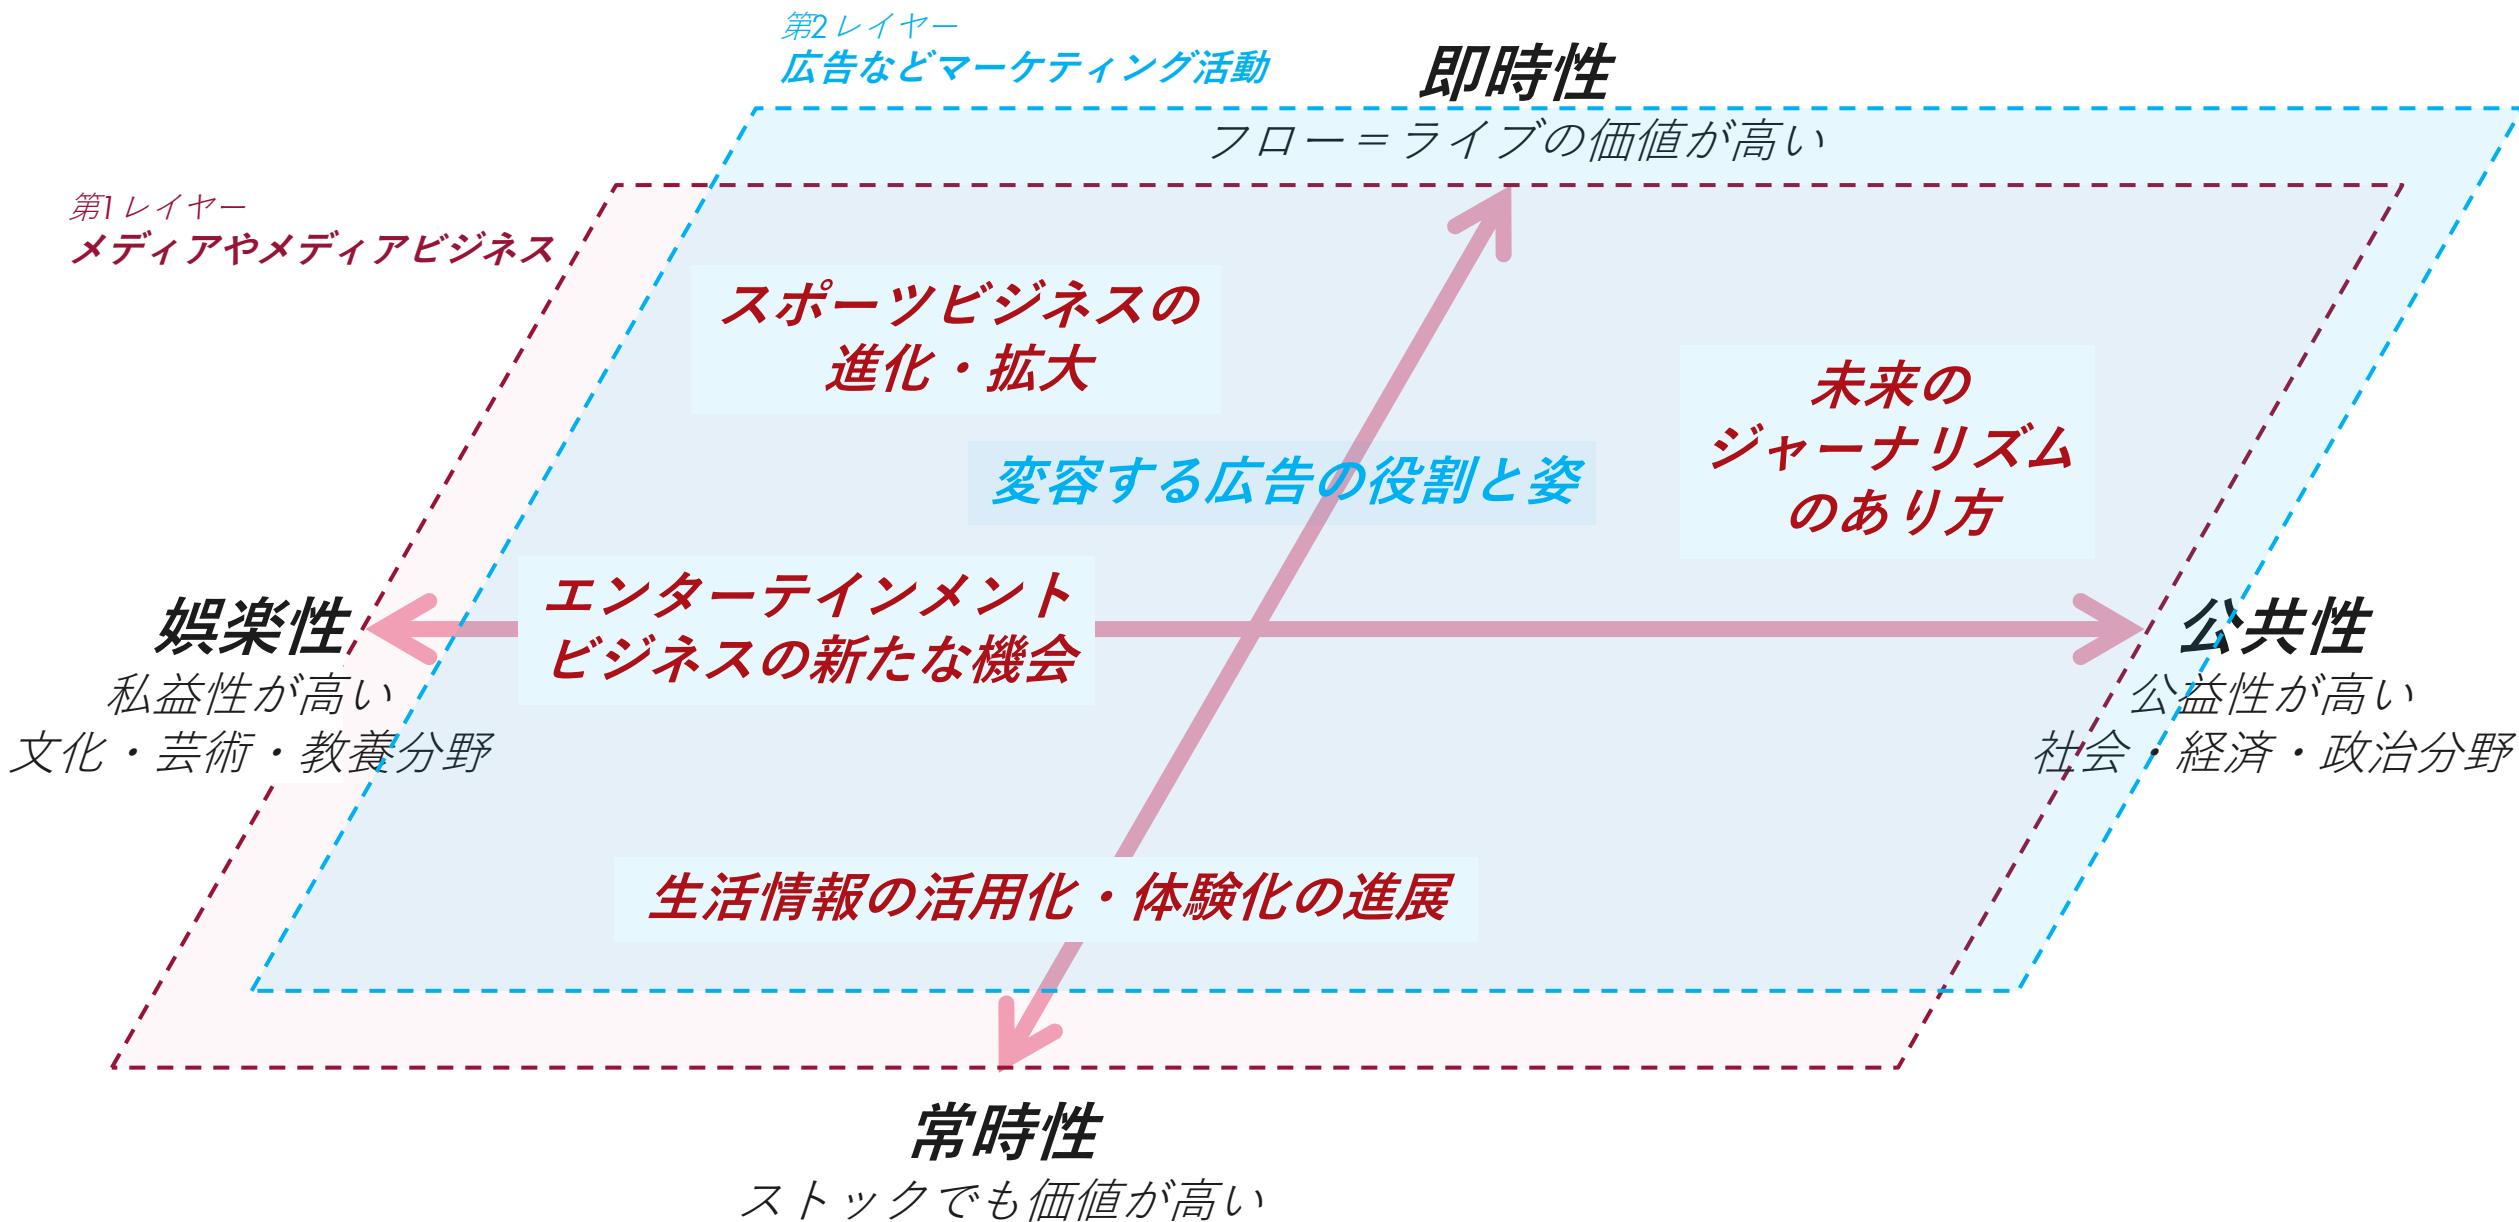 第2レイヤー
広告などマーケティング活動
即時性
フロー＝ライブの価値が高い
第1レイヤー
メディアやメディアビジネス
スポーツビジネスの
進化・拡大
未来の
ジャーナリズム
のあり方
変容する広告の役割と姿
エンターテインメント
ビジネスの新たな機会
娯楽性
私益性が高い
文化・芸術・教養分野
公共性
公益性が高い
社会・経済・政治分野
生活情報の活用化・体験化の進展
常時性
ストックでも価値が高い